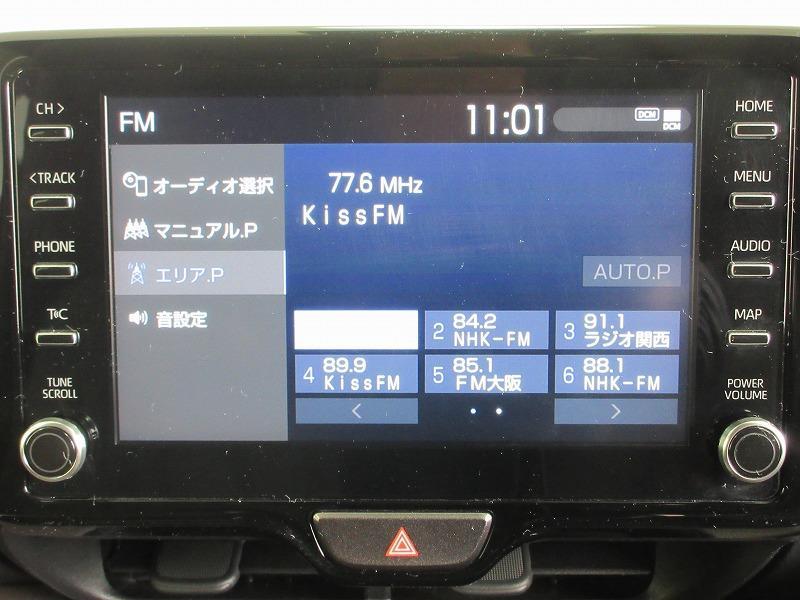 CH >
<TRACK
PHONE
T&C
TUNE
SCROLL
FM
11:01
DCM
DCM
オーディオ選択
マニュアル.P
エリア.P
音設定
77.6 MHz
KissFM
AUTO.P
2 84.2
NHK-FM
3 91.1
ラジオ関西
4 89.9
KissFM
5 85.1
FM大阪
6 88.1
NHK-FM
<
>
HOME
MENU
AUDIO
MAP
POWER
VOLUME